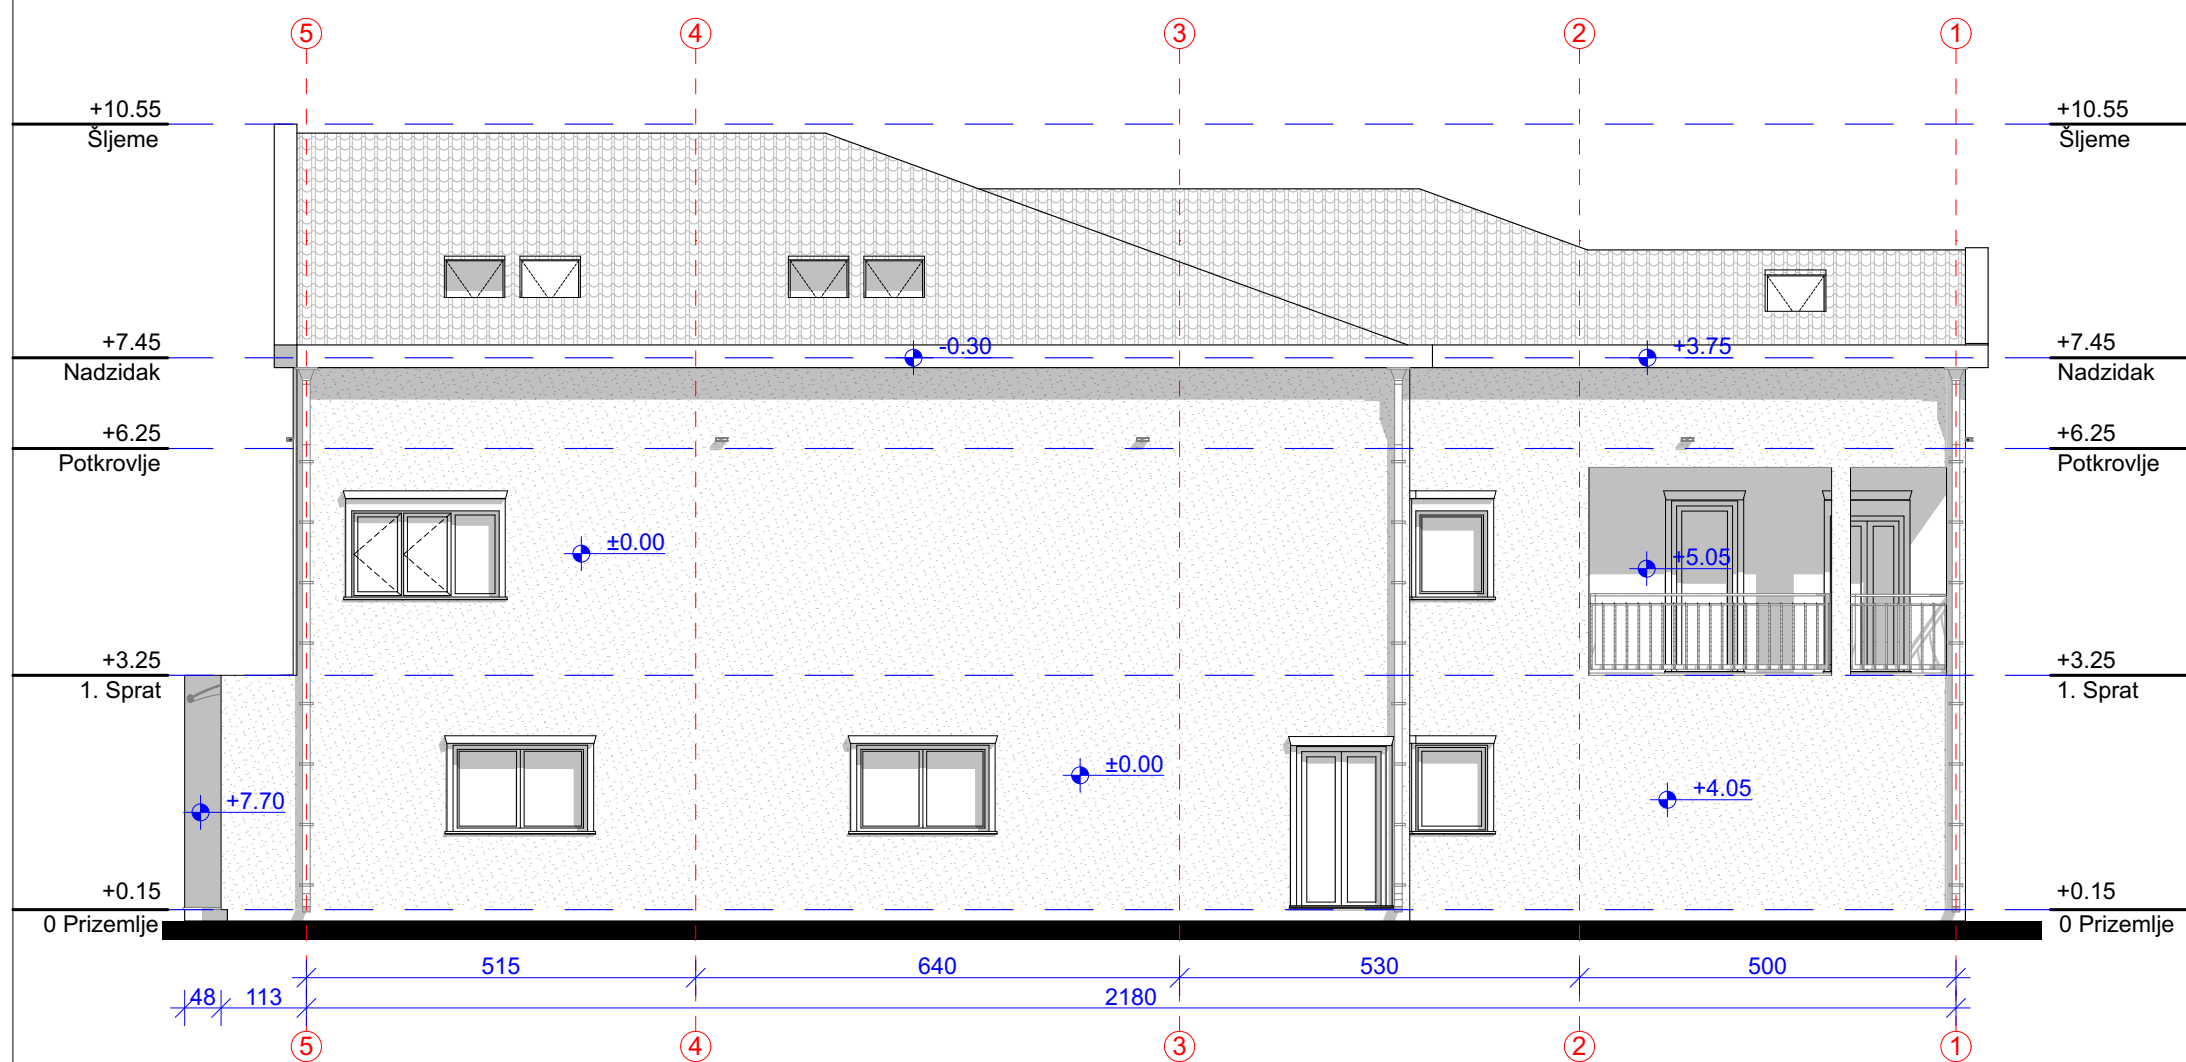 5 4 3 2 1
+10.55 +10.55
Šljeme Šljeme
+7.45 -0.30 +3.75 +7.45
Nadzidak Nadzidak
+6.25 +6.25
Potkrovlje Potkrovlje
±0.00 +5.05
+3.25 +3.25
1. Sprat 1. Sprat
±0.00
+7.70 +4.05
+0.15 +0.15
0 Prizemlje 0 Prizemlje
515 640 530 500
48 113 2180
5 4 3 2 1